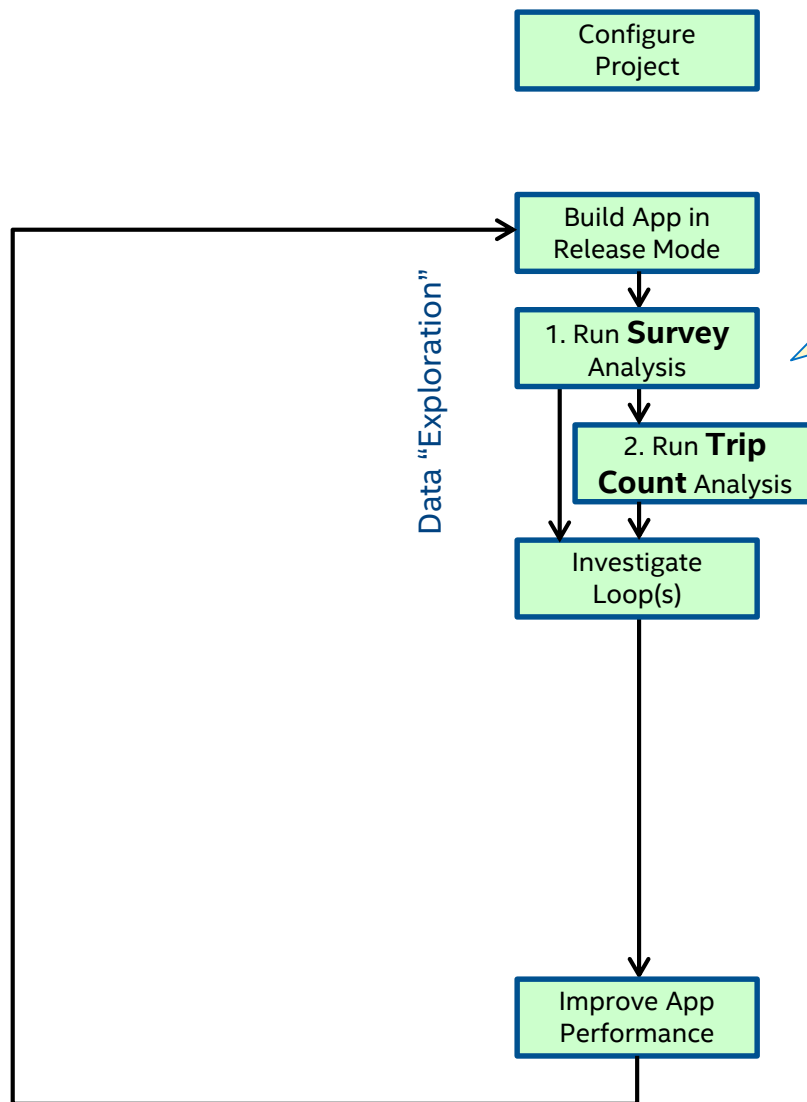 Configure
Project
Build App in
Release Mode
Data “Exploration”
1. Run Survey
Analysis
2. Run Trip
Count Analysis
Investigate
Loop(s)
Improve App
Performance